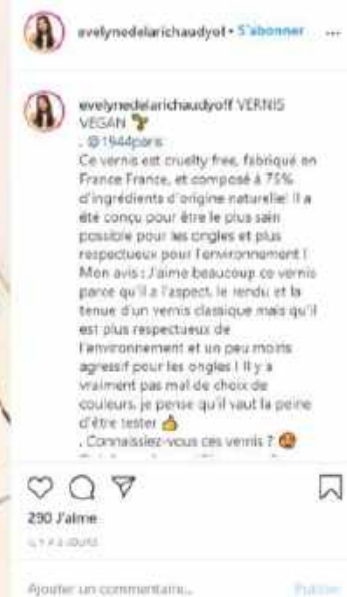 evelynedelarichaudyof • S'abonner ...
evelynedelarichaudyoff VERNIS
VEGAN
. @1944paris
Ce vernis est cruelty free, fabriqué en
France France, et composé à 75%
d'ingrédients d'origine naturelle! Il a
été conçu pour être le plus sain
possible pour les ongles et plus
respectueux pour l'environnement !
Mon avis : J'aime beaucoup ce vernis
parce qu'il a l'aspect, le rendu et la
tenue d'un vernis classique mais qu'il
est plus respectueux de
l'environnement et un peu moins
agressif pour les ongles ! Il y a
vraiment pas mal de choix de
couleurs, je pense qu'il vaut la peine
d'être tester 👍
. Connaissiez-vous ces vernis ?
290 J'aime
IL Y A JOURS
Ajouter un commentaire... Publier